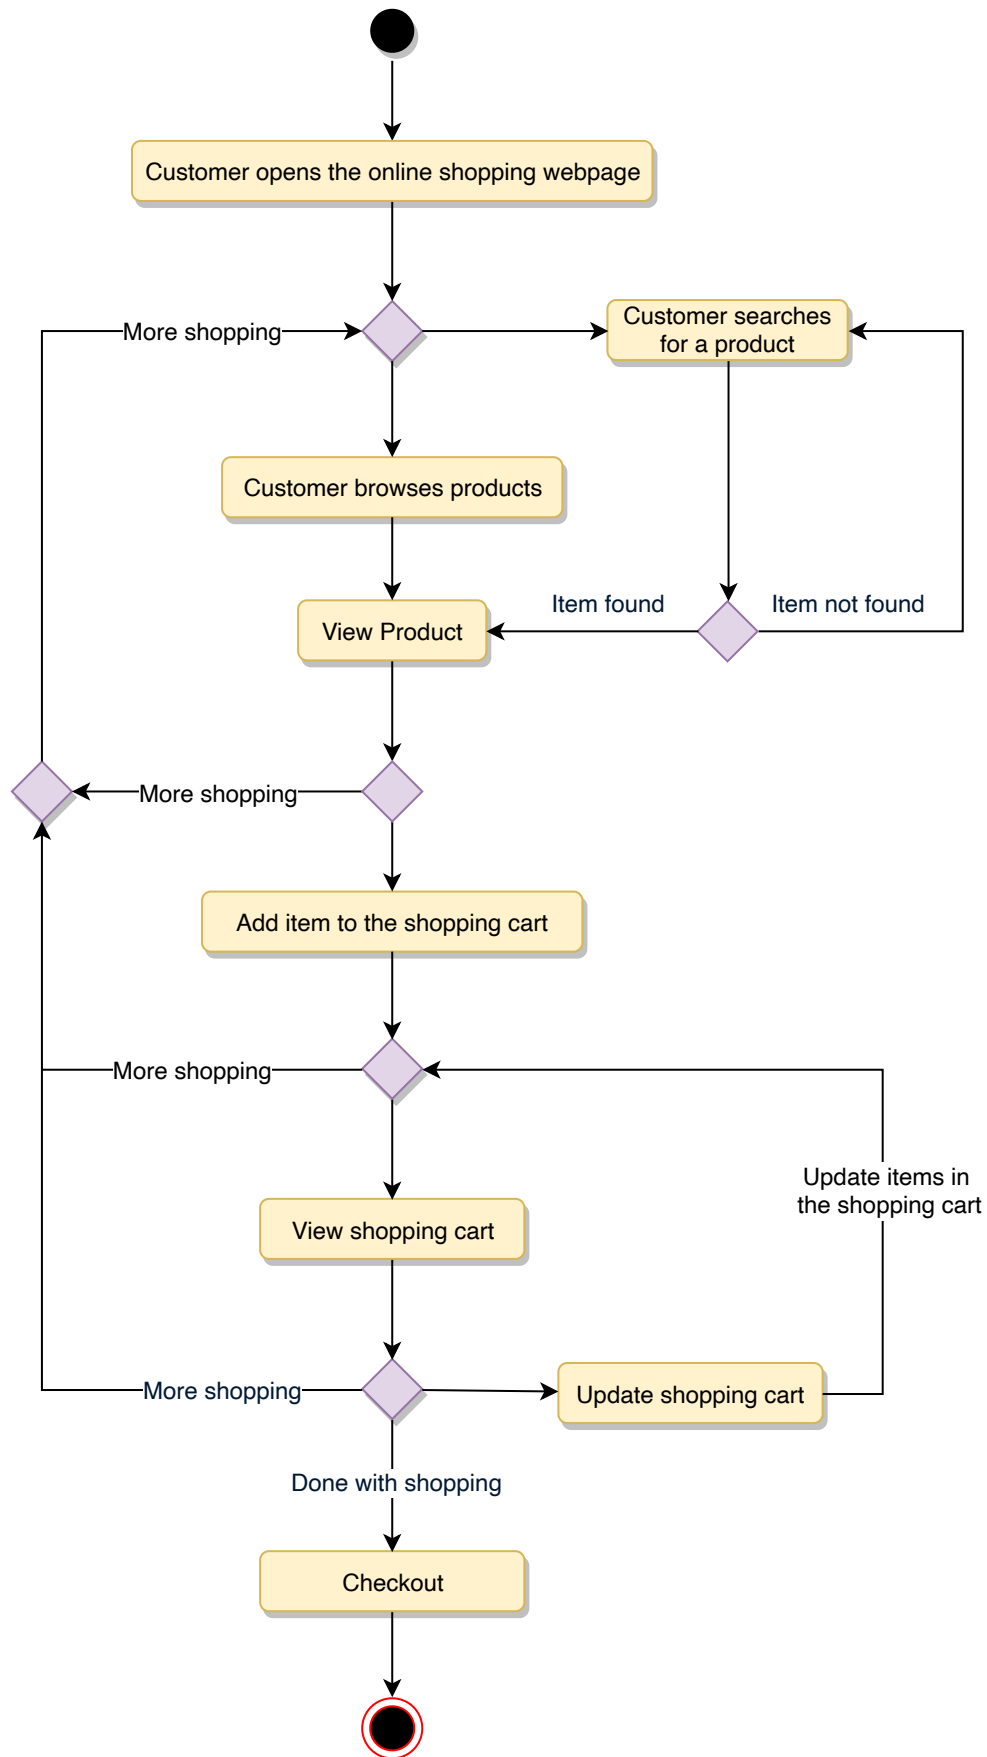 Customer opens the online shopping webpage
More shopping
Customer searches
for a product
Customer browses products
Item found
Item not found
View Product
More shopping
Add item to the shopping cart
More shopping
Update items in
the shopping cart
View shopping cart
More shopping
Update shopping cart
Done with shopping
Checkout